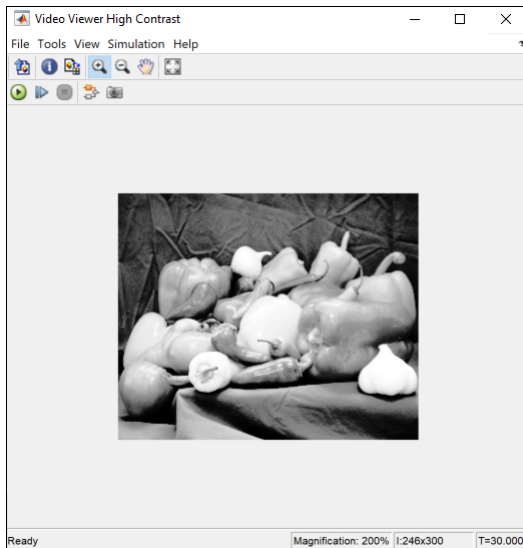 Video Viewer High Contrast
File Tools View Simulation Help
Ready Magnification: 200% I:246x300 T=30.000